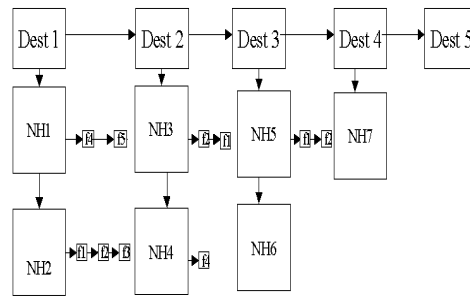 Dest 1 Dest 2 Dest 3 Dest 4 Dest 5
NH1 f4 f5 NH3 f2 f1 NH5 f1 f2 NH7
NH2 f1 f2 f3 NH4 f4 NH6